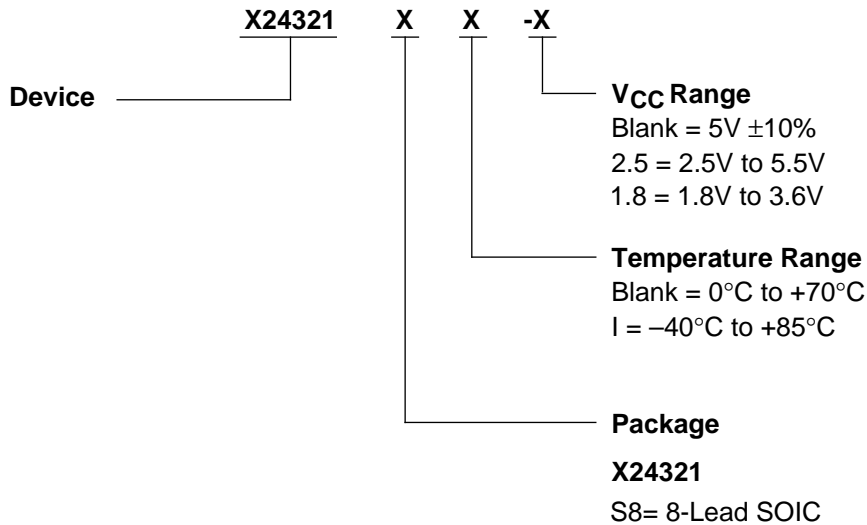 X24321 X X -X
Device
VCC Range
Blank = 5V ±10%
2.5 = 2.5V to 5.5V
1.8 = 1.8V to 3.6V
Temperature Range
Blank = 0°C to +70°C
I = –40°C to +85°C
Package
X24321
S8= 8-Lead SOIC